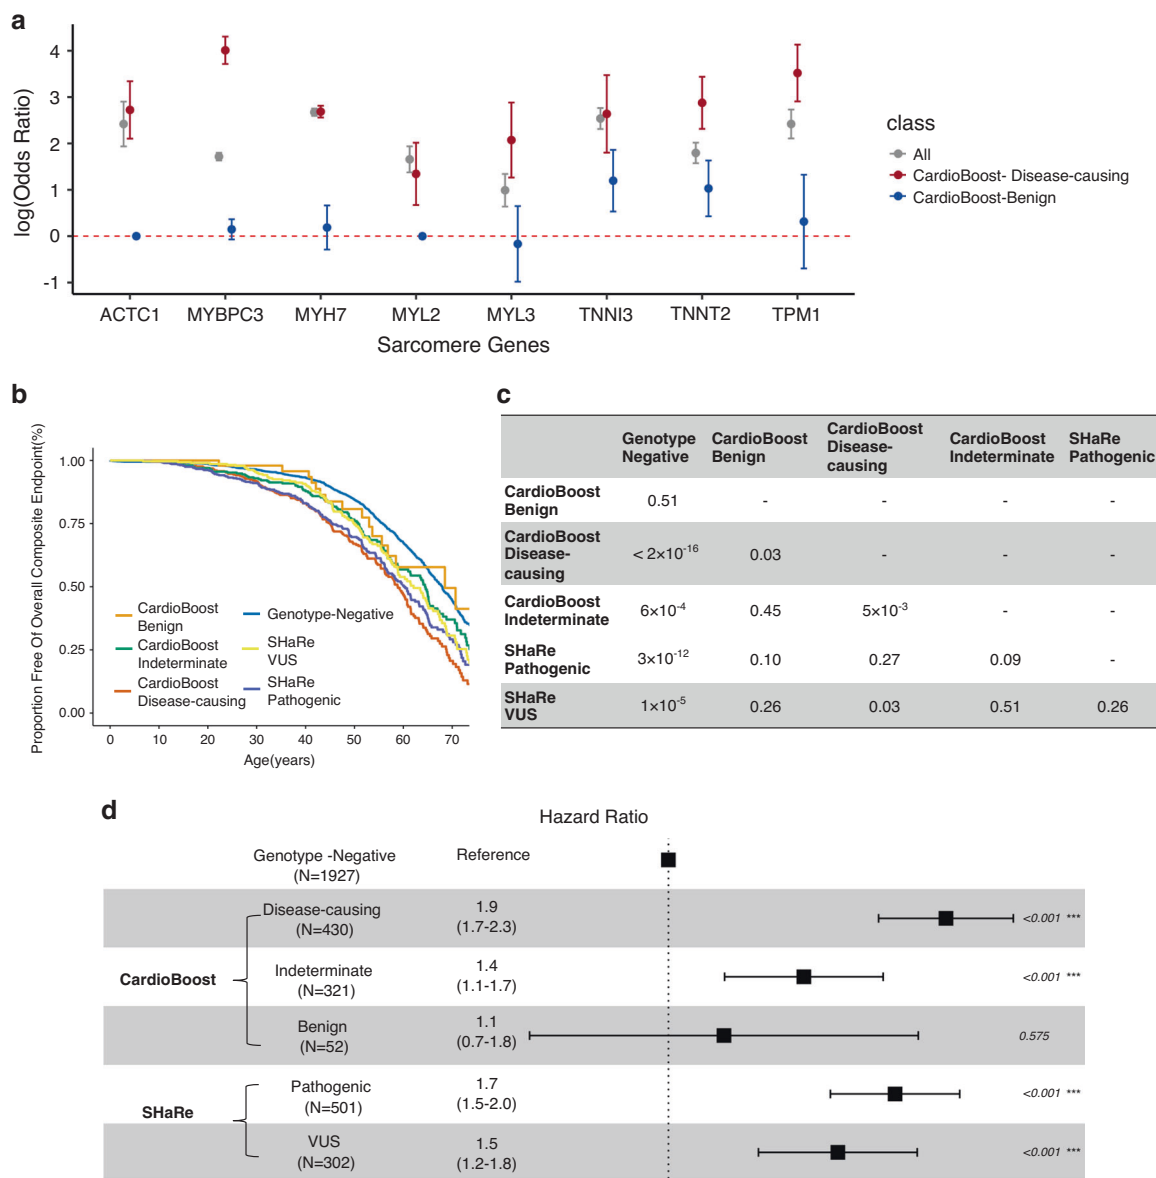 a
4
3
2
1
0
-1
log(Odds Ratio)
ACTC1 MYBPC3 MYH7 MYL2 MYL3 TNNI3 TNNT2 TPM1
Sarcomere Genes
class
All
CardioBoost- Disease-causing
CardioBoost-Benign
b
Proportion Free Of Overall Composite Endpoint(%)
1.00
0.75
0.50
0.25
0.00
CardioBoost
Benign
CardioBoost
Indeterminate
CardioBoost
Disease-causing
Genotype-Negative
SHaRe
VUS
SHaRe
Pathogenic
0 10 20 30 40 50 60 70
Age(years)
c
Genotype
Negative
CardioBoost
Benign
CardioBoost
Disease-
causing
CardioBoost
Indeterminate
SHaRe
Pathogenic
CardioBoost
Benign
0.51 - - - -
CardioBoost
Disease-
causing
< 2×10-16 0.03 - - -
CardioBoost
Indeterminate
6×10-4 0.45 5×10-3 - -
SHaRe
Pathogenic
3×10-12 0.10 0.27 0.09 -
SHaRe
VUS
1×10-5 0.26 0.03 0.51 0.26
d
Hazard Ratio
Genotype -Negative
(N=1927)
Reference
CardioBoost
Disease-causing
(N=430)
1.9
(1.7-2.3)
<0.001 ***
Indeterminate
(N=321)
1.4
(1.1-1.7)
<0.001 ***
Benign
(N=52)
1.1
(0.7-1.8)
0.575
SHaRe
Pathogenic
(N=501)
1.7
(1.5-2.0)
<0.001 ***
VUS
(N=302)
1.5
(1.2-1.8)
<0.001 ***